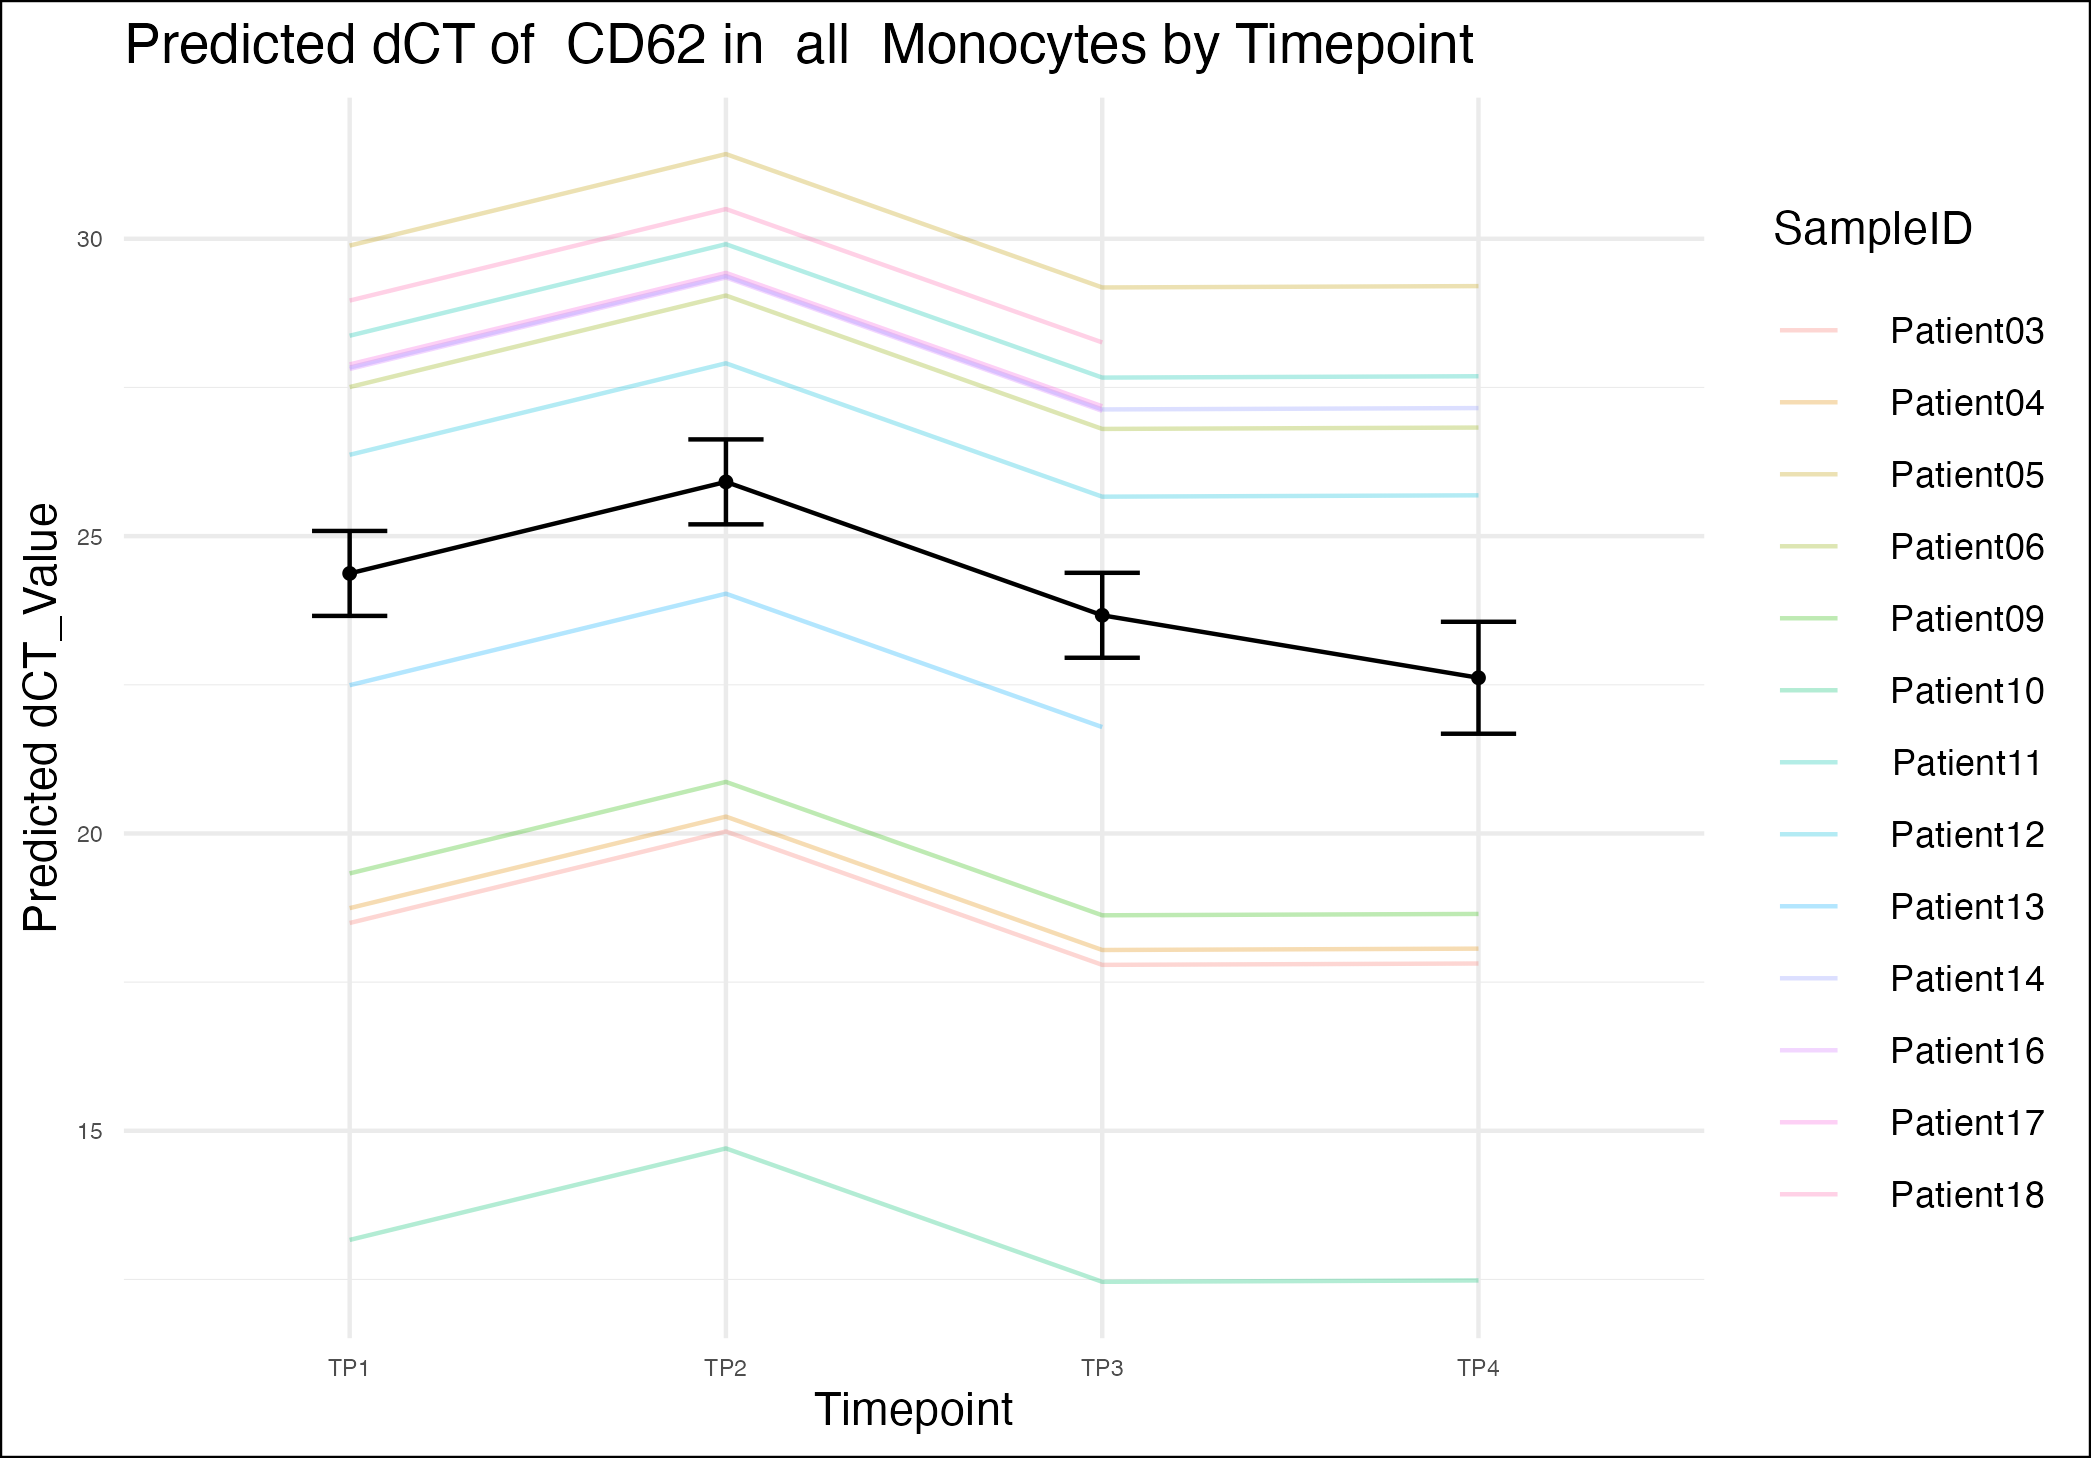 Predicted dCT of  CD62 in  all  Monocytes by Timepoint
Predicted dCT_Value
30
25
20
15
TP1
TP2
TP3
TP4
Timepoint
SampleID
Patient03
Patient04
Patient05
Patient06
Patient09
Patient10
Patient11
Patient12
Patient13
Patient14
Patient16
Patient17
Patient18